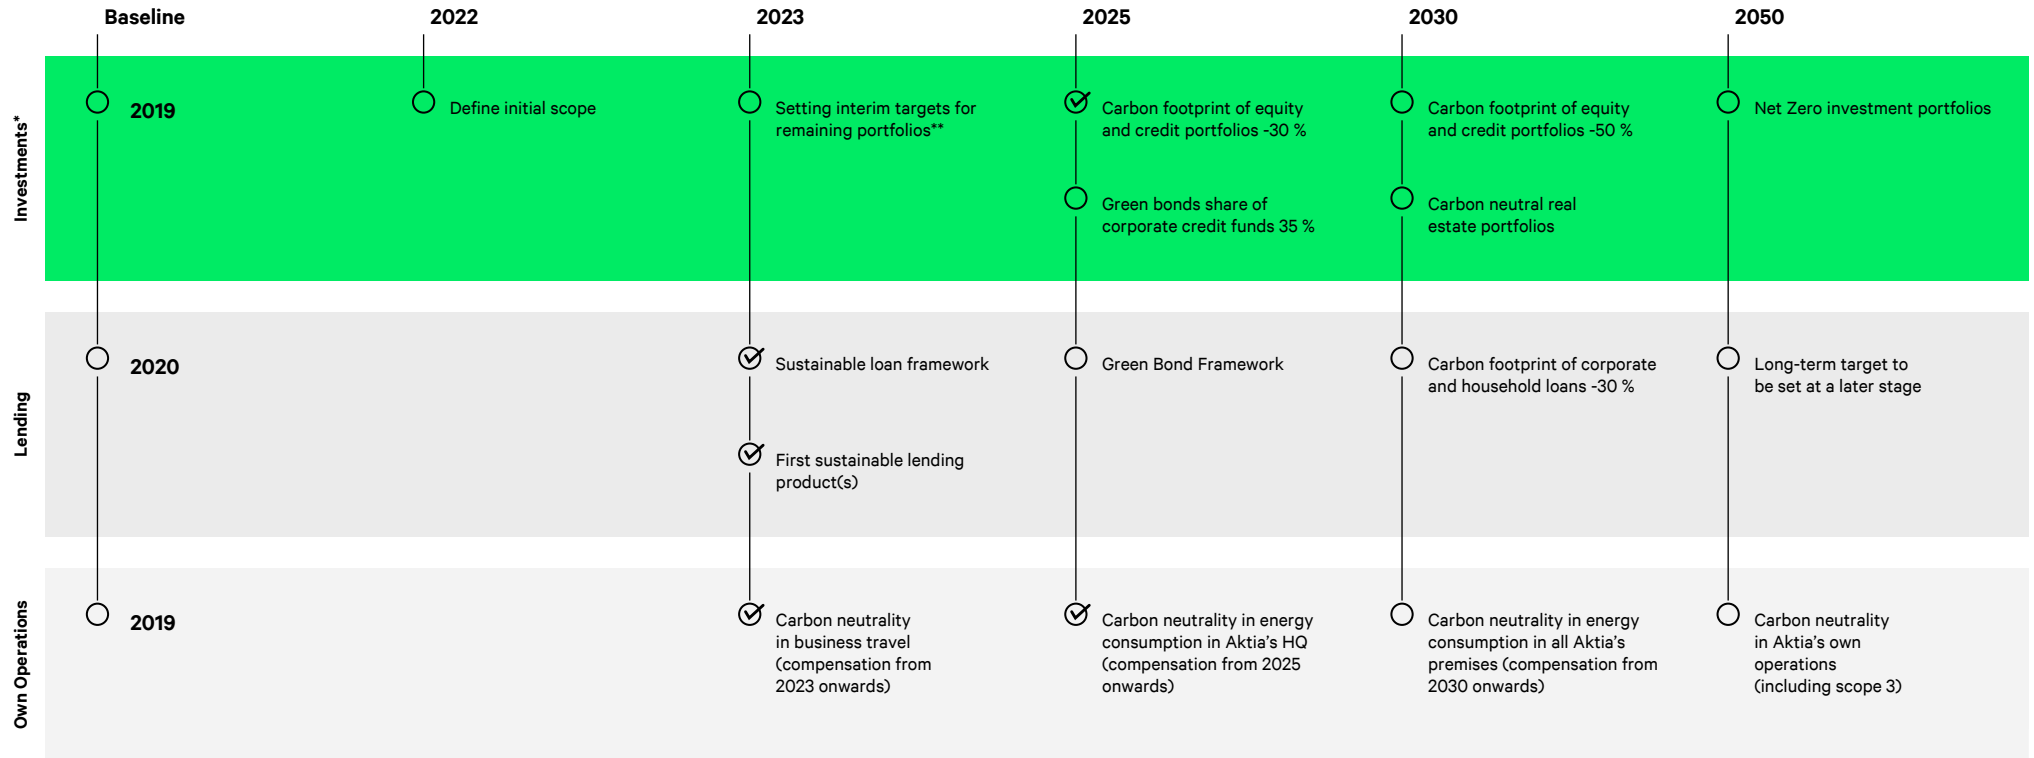 Baseline
2022
2023
2025
2030
2050
Investments*
2019
Define initial scope
Setting interim targets for
remaining portfolios**
Carbon footprint of equity
and credit portfolios -30 %
Green bonds share of
corporate credit funds 35 %
Carbon footprint of equity
and credit portfolios -50 %
Carbon neutral real
estate portfolios
Net Zero investment portfolios
Lending
2020
Sustainable loan framework
First sustainable lending
product(s)
Green Bond Framework
Carbon footprint of corporate
and household loans -30 %
Long-term target to
be set at a later stage
Own Operations
2019
Carbon neutrality
in business travel
(compensation from
2023 onwards)
Carbon neutrality in energy
consumption in Aktia’s HQ
(compensation from 2025
onwards)
Carbon neutrality in energy
consumption in all Aktia’s
premises (compensation from
2030 onwards)
Carbon neutrality
in Aktia’s own
operations
(including scope 3)